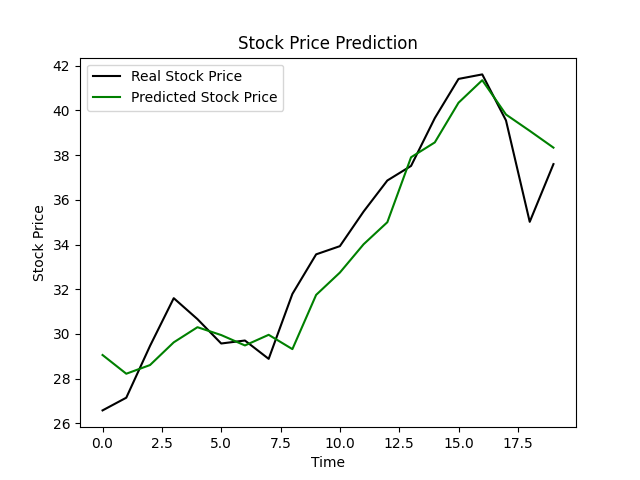 Stock Price Prediction
Real Stock Price
Predicted Stock Price
Stock Price
42
40
38
36
34
32
30
28
26
0.0 2.5 5.0 7.5 10.0 12.5 15.0 17.5
Time